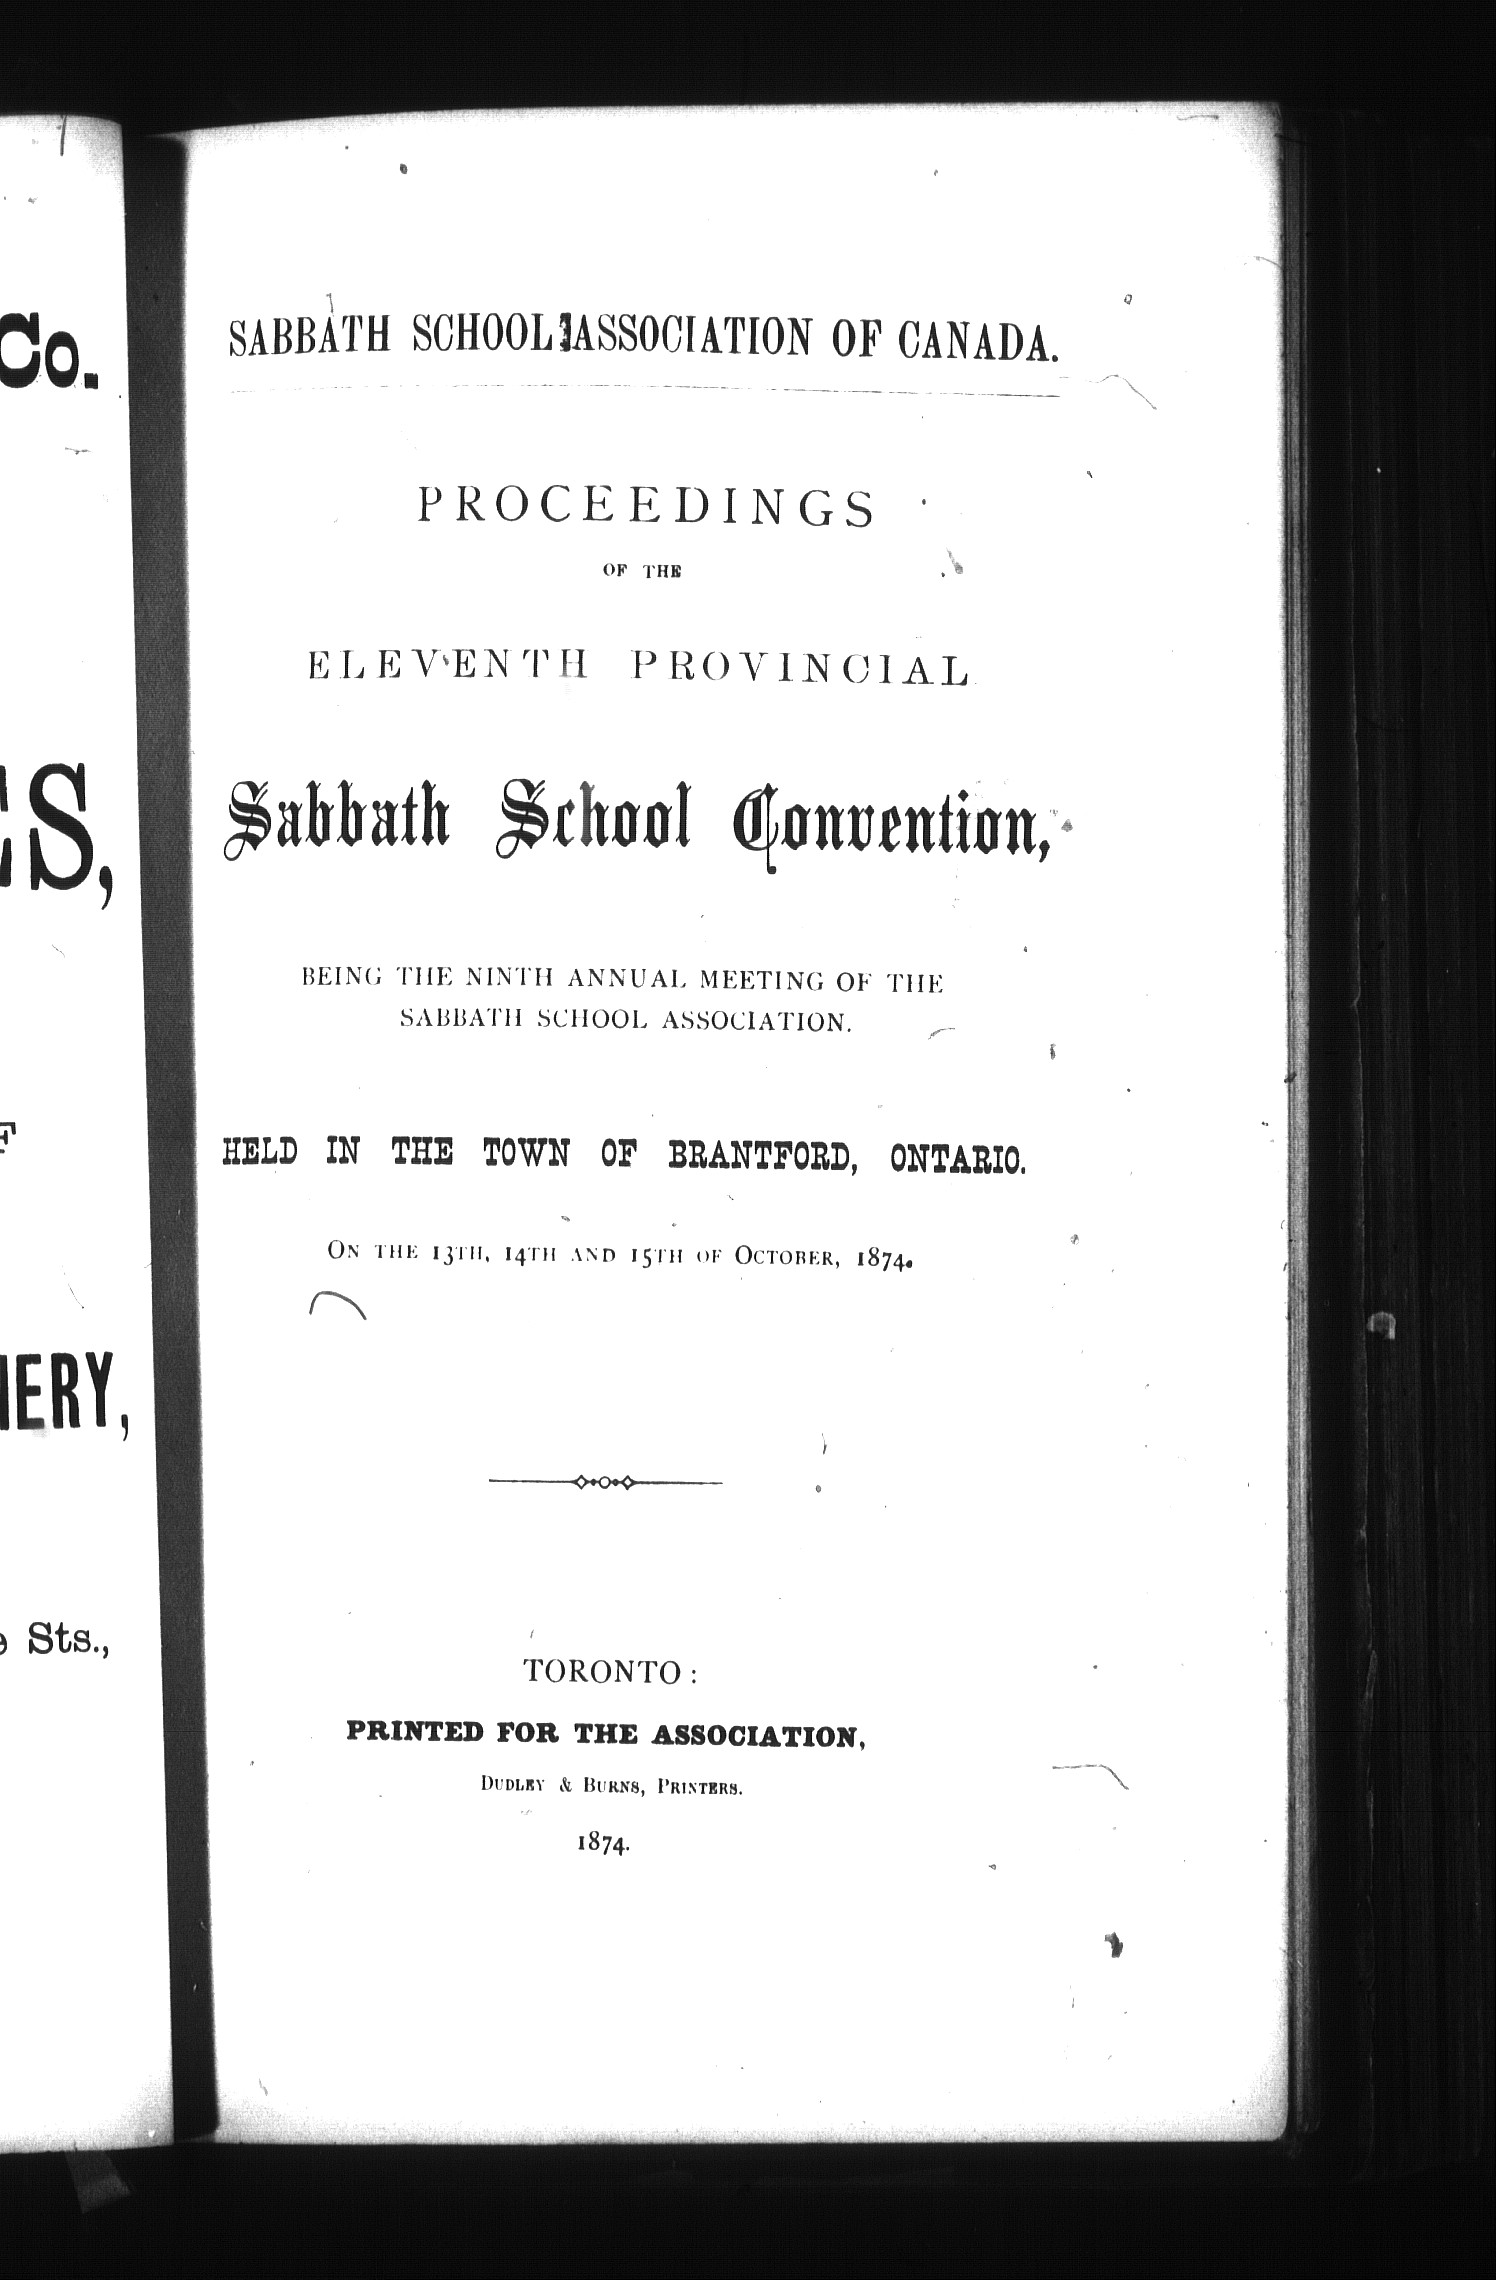 Co.
ES,
F
ERY,
Sts.,
SABBATH SCHOOL ASSOCIATION OF CANADA.
PROCEEDINGS
OF THE
ELEVENTH PROVINCIAL
Sabbath School Convention,
BEING THE NINTH ANNUAL MEETING OF THE
SABBATH SCHOOL ASSOCIATION.
HELD IN THE TOWN OF BRANTFORD, ONTARIO.
ON THE 13TH, 14TH AND 15TH OF OCTOBER, 1874.
TORONTO:
PRINTED FOR THE ASSOCIATION,
DUDLEY & BURNS, PRINTERS.
1874.